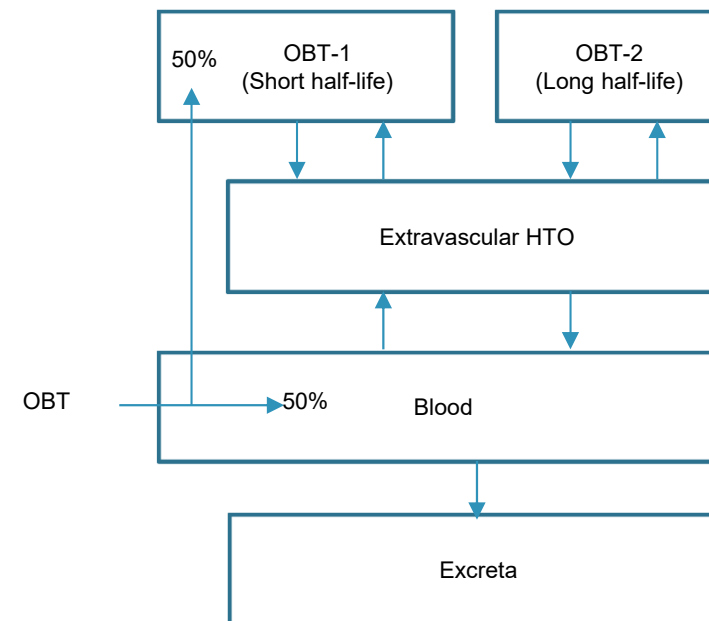 50%
OBT-1
(Short half-life)
OBT-2
(Long half-life)
Extravascular HTO
OBT
50%
Blood
Excreta